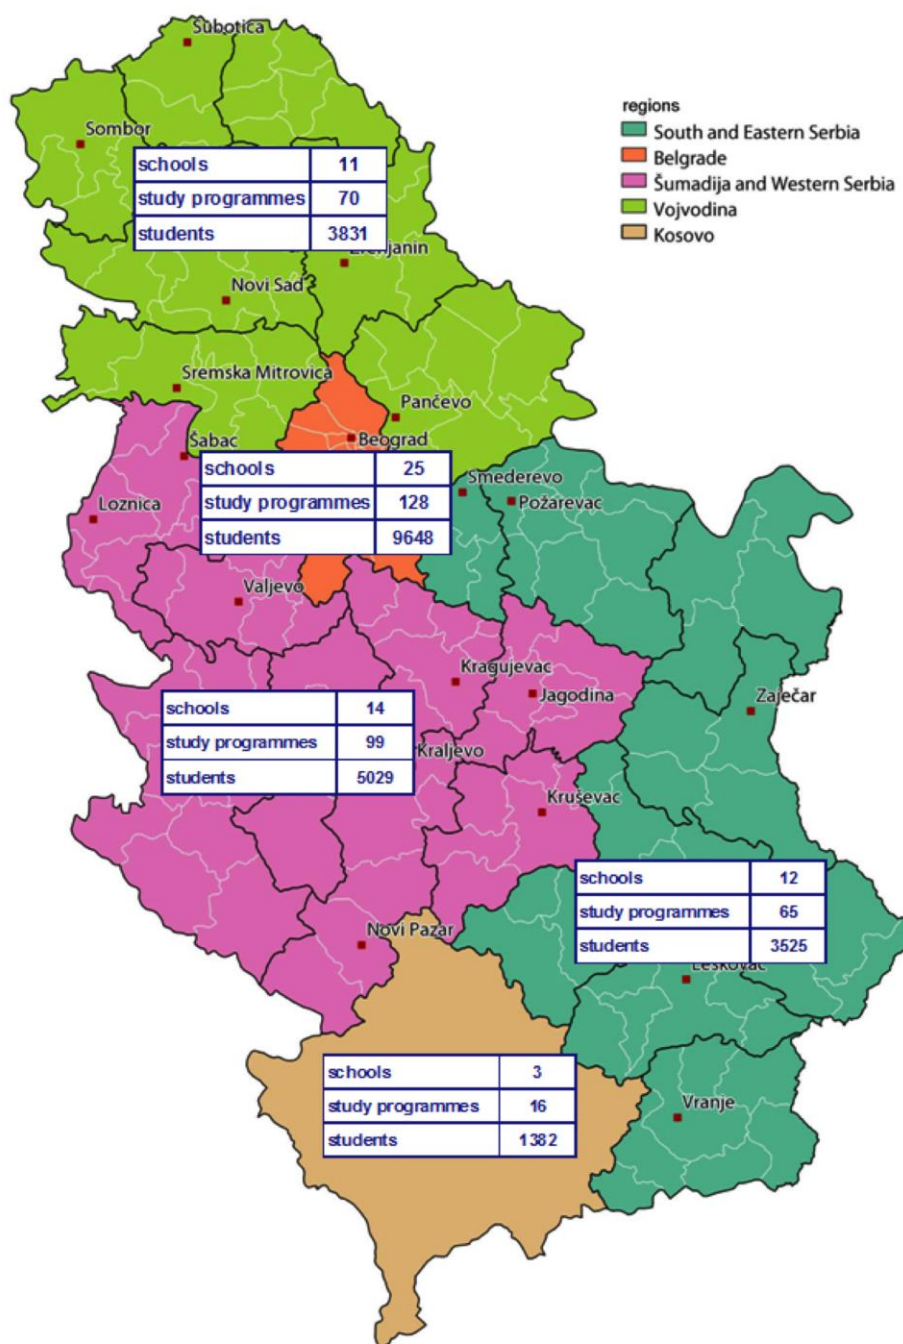 Subotica
Sombor
regions
South and Eastern Serbia
Belgrade
Šumadija and Western Serbia
Vojvodina
Kosovo
schools 11
study programmes 70
students 3831
Zrenjanin
Novi Sad
Sremska Mitrovica
Pančevo
Beograd
Šabac
schools 25
study programmes 128
students 9648
Smederevo
Požarevac
Loznica
Valjevo
Kragujevac
Jagodina
Zaječar
schools 14
study programmes 99
students 5029
Kraljevo
Kruševac
schools 12
study programmes 65
students 3525
Novi Pazar
Leskovac
schools 3
study programmes 16
students 1382
Vranje